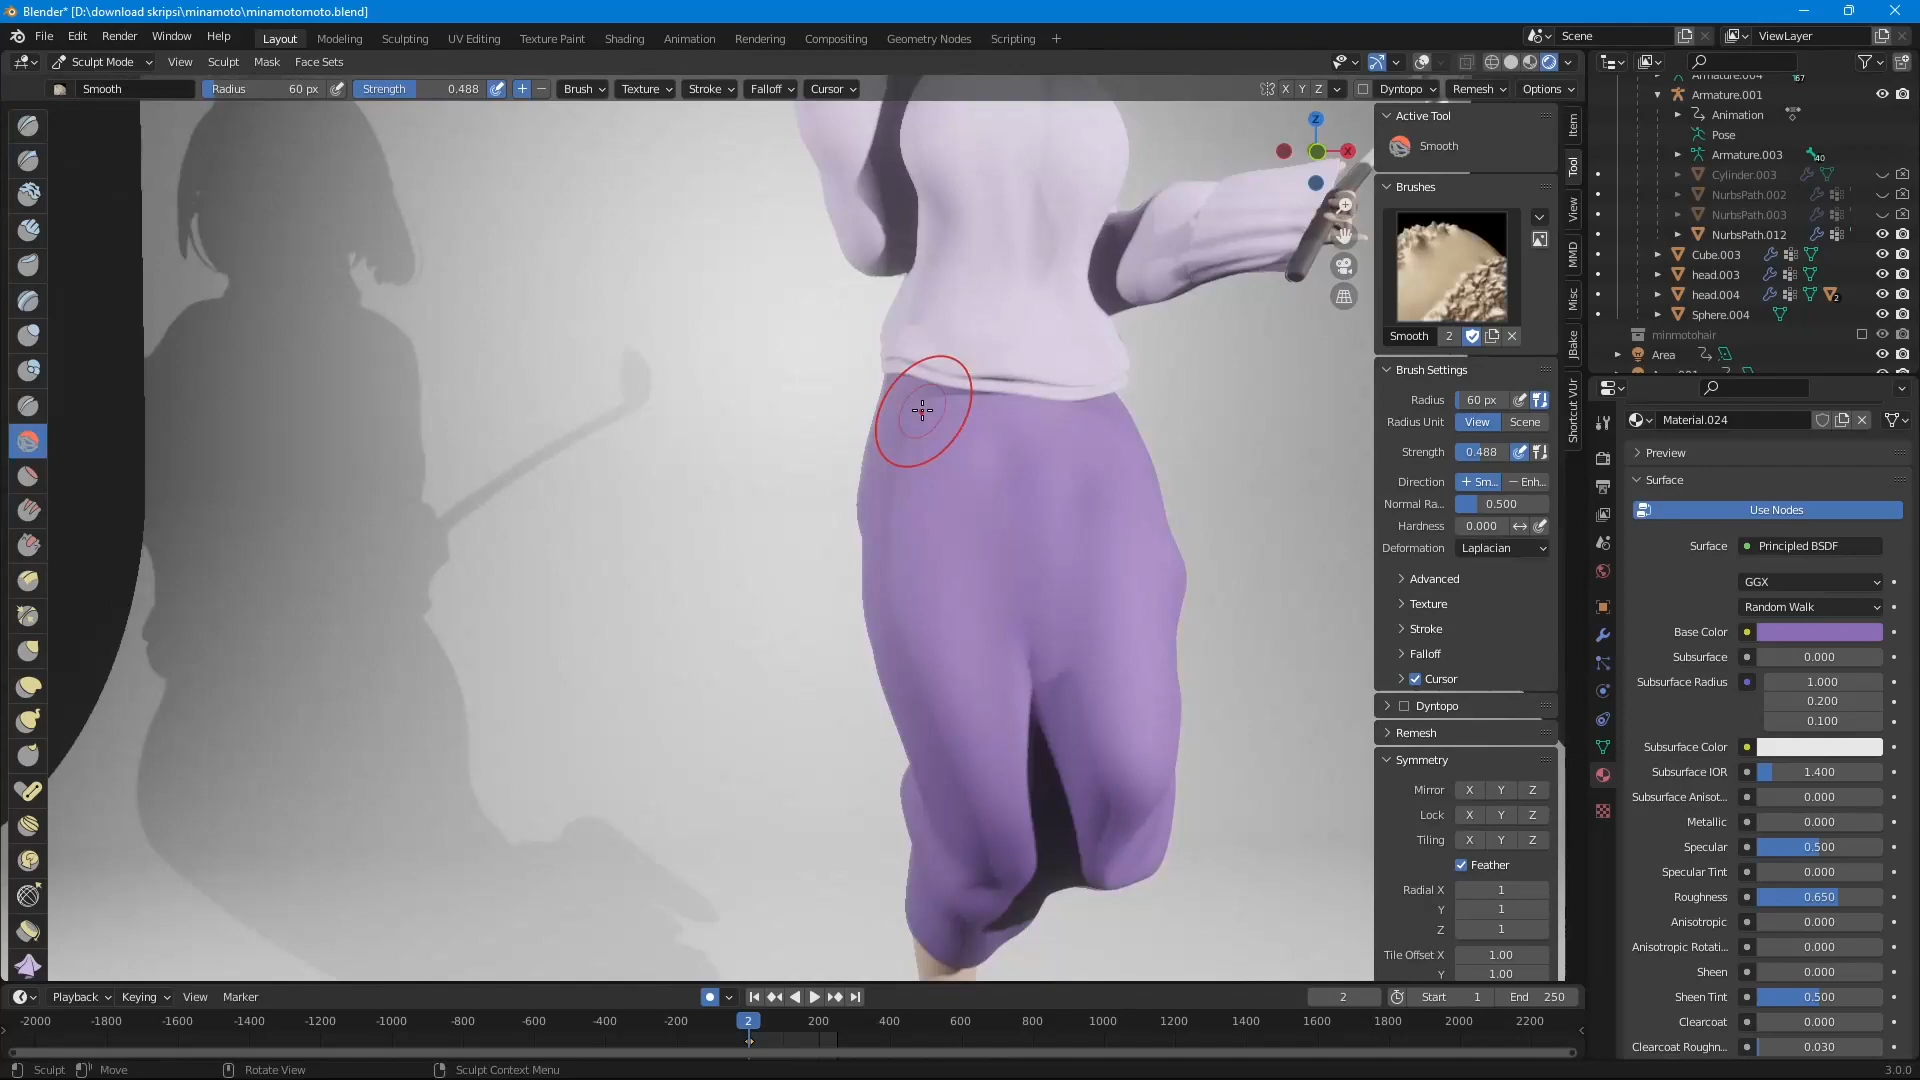 Blender* [D:\download skripsi\minamoto\minamotomoto.blend]
File Edit Render Window Help Layout Modeling Sculpting UV Editing Texture Paint Shading Animation Rendering Compositing Geometry Nodes Scripting + Scene ViewLayer
Sculpt Mode View Sculpt Mask Face Sets
Smooth Radius 60 px Strength 0.488 Brush Texture Stroke Falloff Cursor X Y Z Dyntopo Remesh Options
Active Tool
Smooth
Brushes
Smooth 2
Brush Settings
Radius 60 px
Radius Unit View Scene
Strength 0.488
Direction + Sm... − Enh...
Normal Ra... 0.500
Hardness 0.000
Deformation Laplacian
Advanced
Texture
Stroke
Falloff
Cursor
Dyntopo
Remesh
Symmetry
Mirror X Y Z
Lock X Y Z
Tiling X Y Z
Feather
Radial X 1
Y 1
Z 1
Tile Offset X 1.00
Y 1.00
Item
Tool
View
MMD
Misc
JBake
Shortcut VUr
Z
X
Armature.004 167
Armature.001
Animation
Pose
Armature.003 40
Cylinder.003
NurbsPath.002
NurbsPath.003
NurbsPath.012
Cube.003
head.003
head.004 2
Sphere.004
minmotohair
Area
Material.024
Preview
Surface
Use Nodes
Surface Principled BSDF
GGX
Random Walk
Base Color
Subsurface 0.000
Subsurface Radius 1.000
0.200
0.100
Subsurface Color
Subsurface IOR 1.400
Subsurface Anisot... 0.000
Metallic 0.000
Specular 0.500
Specular Tint 0.000
Roughness 0.650
Anisotropic 0.000
Anisotropic Rotati... 0.000
Sheen 0.000
Sheen Tint 0.500
Clearcoat 0.000
Clearcoat Roughn... 0.030
Playback Keying View Marker 2 Start 1 End 250
-2000 -1800 -1600 -1400 -1200 -1000 -800 -600 -400 -200 2 200 400 600 800 1000 1200 1400 1600 1800 2000 2200
Sculpt Move Rotate View Sculpt Context Menu 3.0.0